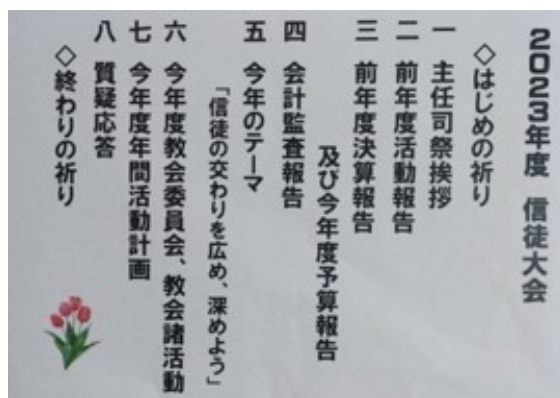 2023年度 信徒大会
◇はじめの祈り
一 主任司祭挨拶
二 前年度活動報告
三 前年度決算報告
及び今年度予算報告
四 会計監査報告
五 今年のテーマ
「信徒の交わりを広め、深めよう」
六 今年度教会委員会、教会諸活動
七 今年度年間活動計画
八 質疑応答
◇終わりの祈り